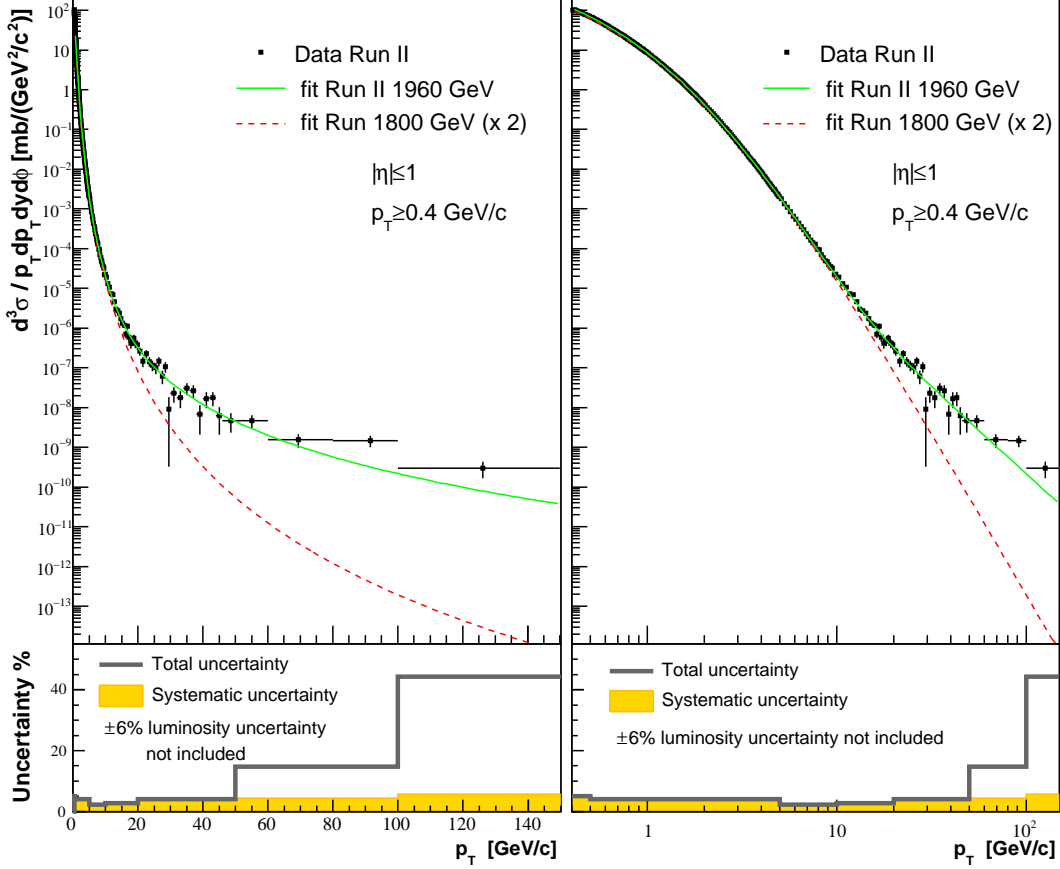 d³σ / p_T dp_T dydϕ [mb/(GeV²/c²)]
10²
10
1
10⁻¹
10⁻²
10⁻³
10⁻⁴
10⁻⁵
10⁻⁶
10⁻⁷
10⁻⁸
10⁻⁹
10⁻¹⁰
10⁻¹¹
10⁻¹²
10⁻¹³
Data Run II
fit Run II 1960 GeV
fit Run 1800 GeV (x 2)
|η|≤1
p_T≥0.4 GeV/c
Data Run II
fit Run II 1960 GeV
fit Run 1800 GeV (x 2)
|η|≤1
p_T≥0.4 GeV/c
Uncertainty %
40
20
0
Total uncertainty
Systematic uncertainty
±6% luminosity uncertainty
not included
0 20 40 60 80 100 120 140
p_T [GeV/c]
Total uncertainty
Systematic uncertainty
±6% luminosity uncertainty not included
1 10 10²
p_T [GeV/c]